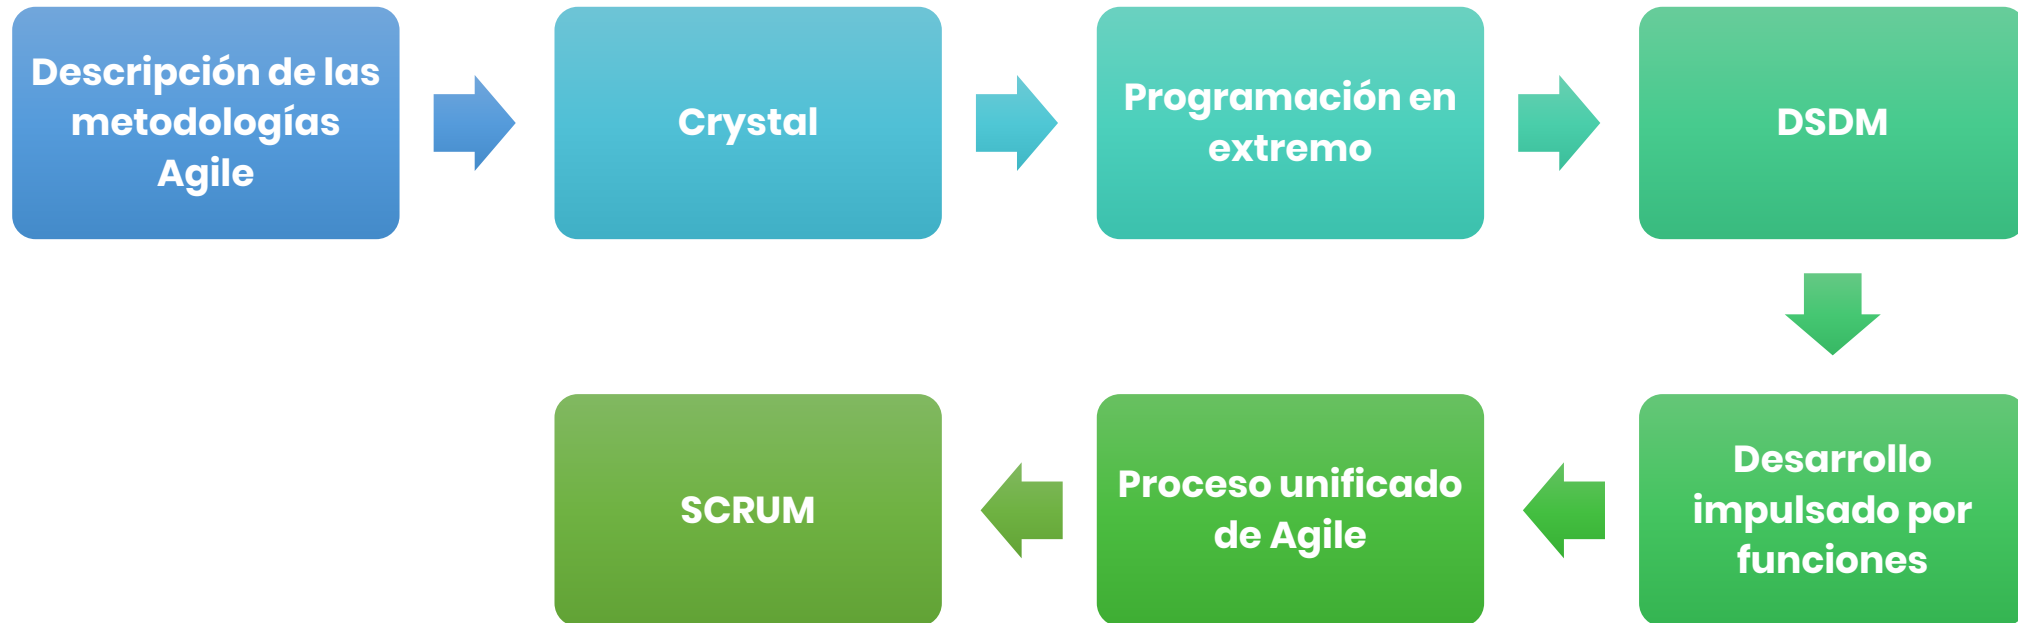 Descripción de las
metodologías
Agile
Crystal
Programación en
extremo
DSDM
Desarrollo
impulsado por
funciones
Proceso unificado
de Agile
SCRUM